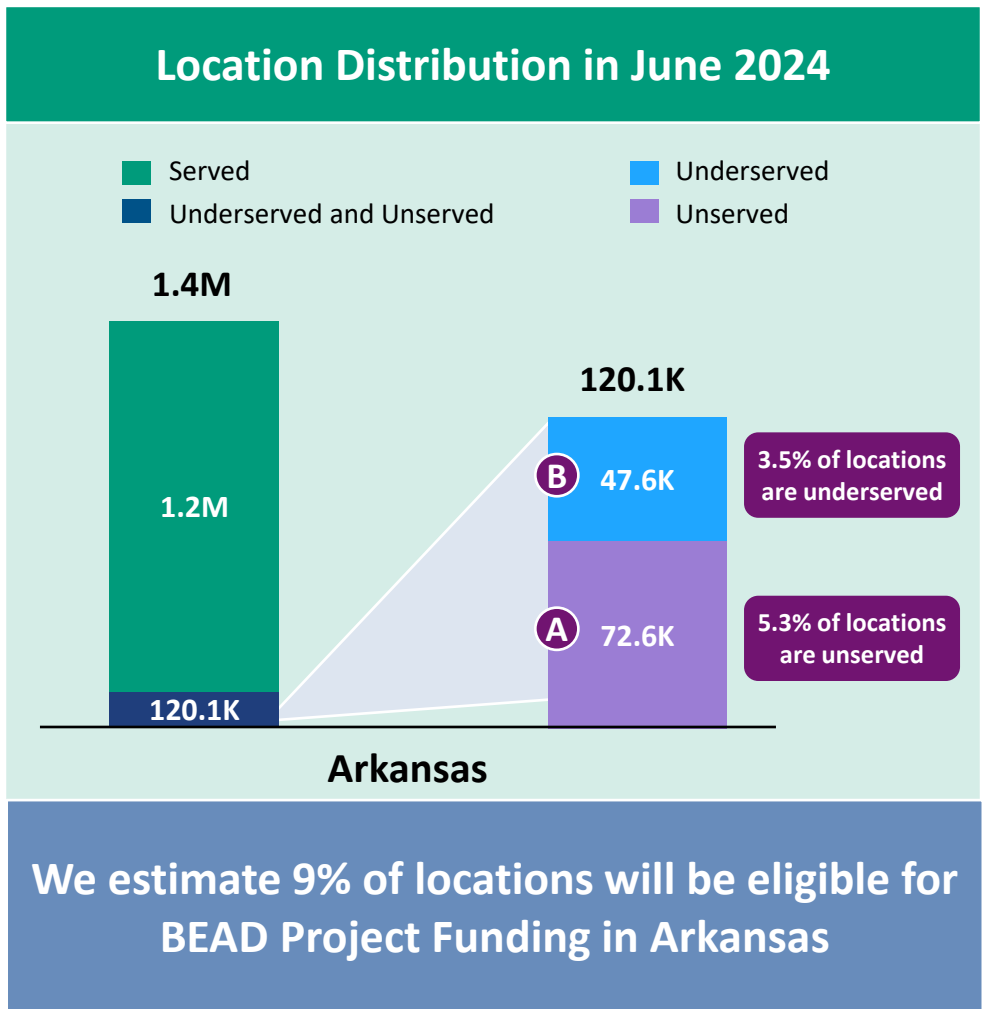 Location Distribution in June 2024
Served
Underserved
Underserved and Unserved
Unserved
1.4M
1.2M
120.1K
120.1K
B
47.6K
3.5% of locations
are underserved
A
72.6K
5.3% of locations
are unserved
Arkansas
We estimate 9% of locations will be eligible for
BEAD Project Funding in Arkansas